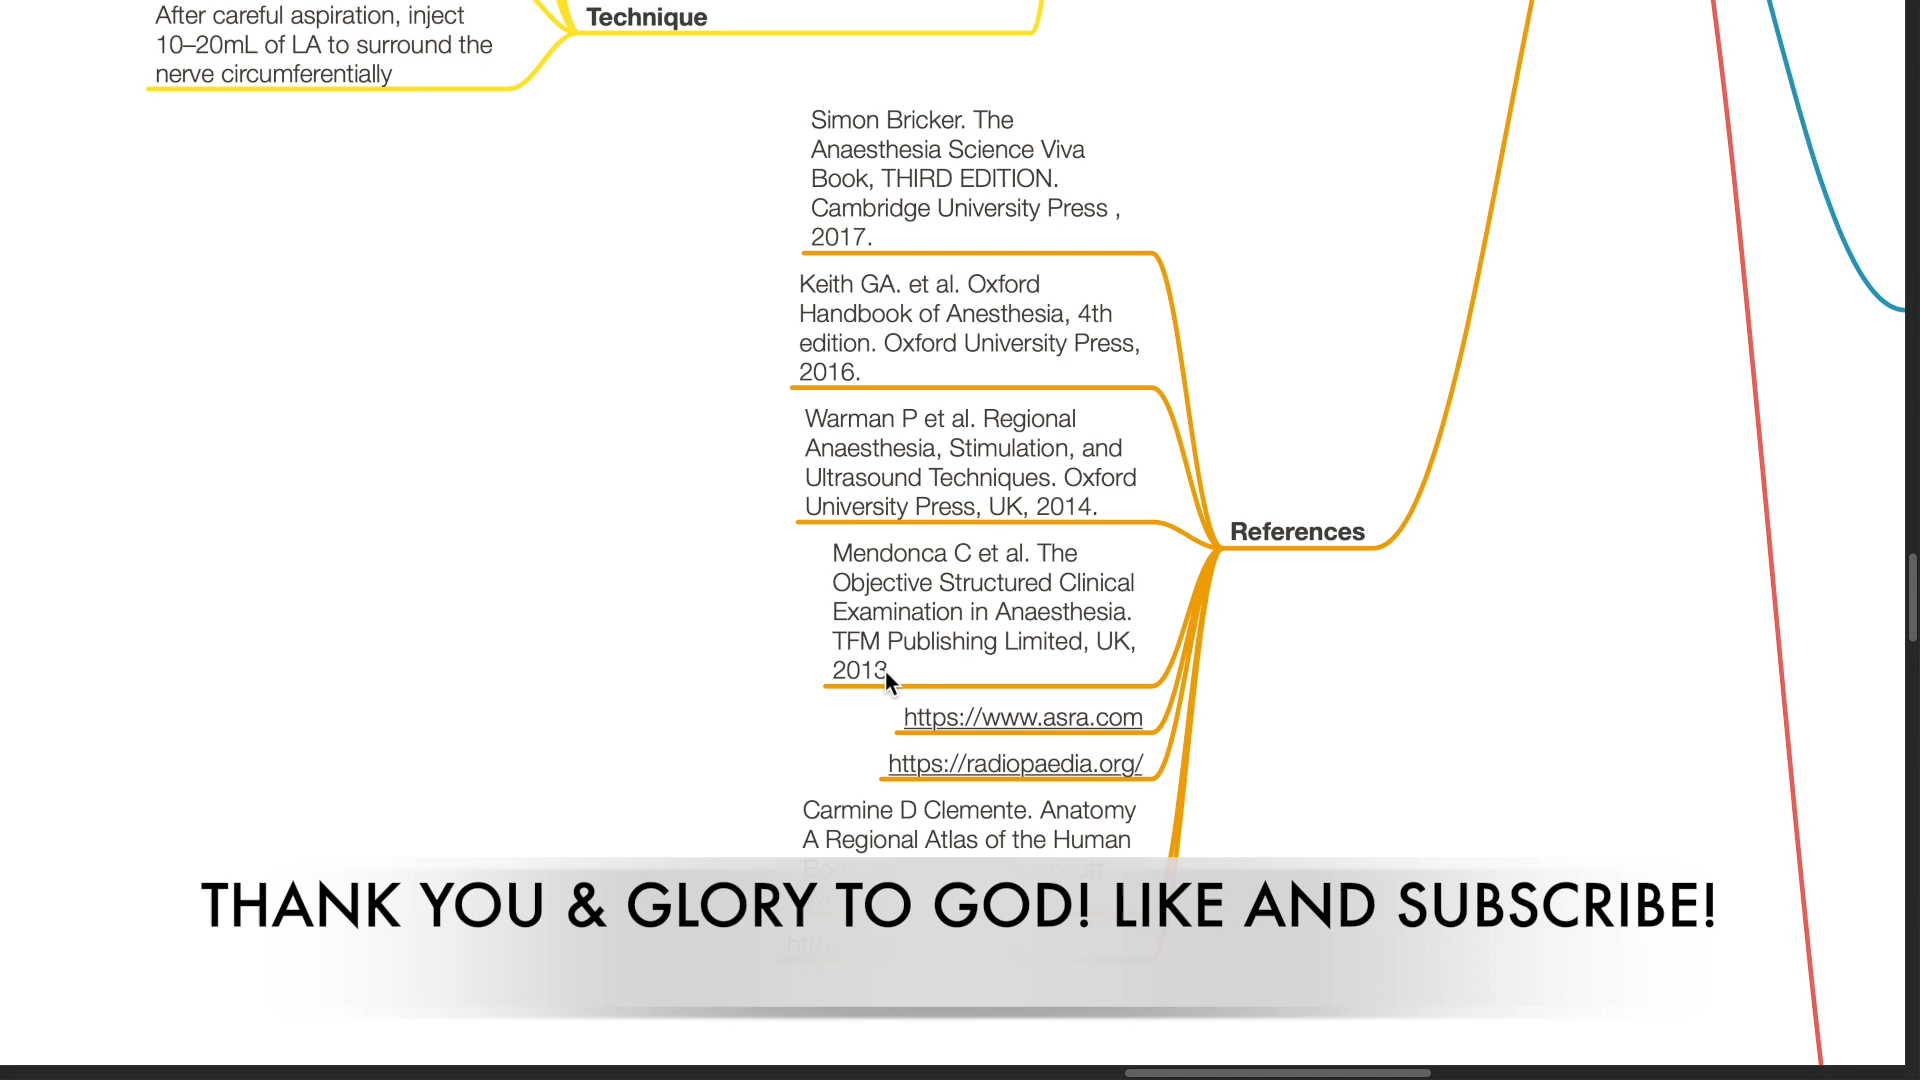 After careful aspiration, inject
10–20mL of LA to surround the
nerve circumferentially
Technique
Simon Bricker. The
Anaesthesia Science Viva
Book, THIRD EDITION.
Cambridge University Press ,
2017.
Keith GA. et al. Oxford
Handbook of Anesthesia, 4th
edition. Oxford University Press,
2016.
Warman P et al. Regional
Anaesthesia, Stimulation, and
Ultrasound Techniques. Oxford
University Press, UK, 2014.
References
Mendonca C et al. The
Objective Structured Clinical
Examination in Anaesthesia.
TFM Publishing Limited, UK,
2013
https://www.asra.com
https://radiopaedia.org/
Carmine D Clemente. Anatomy
A Regional Atlas of the Human
THANK YOU & GLORY TO GOD! LIKE AND SUBSCRIBE!